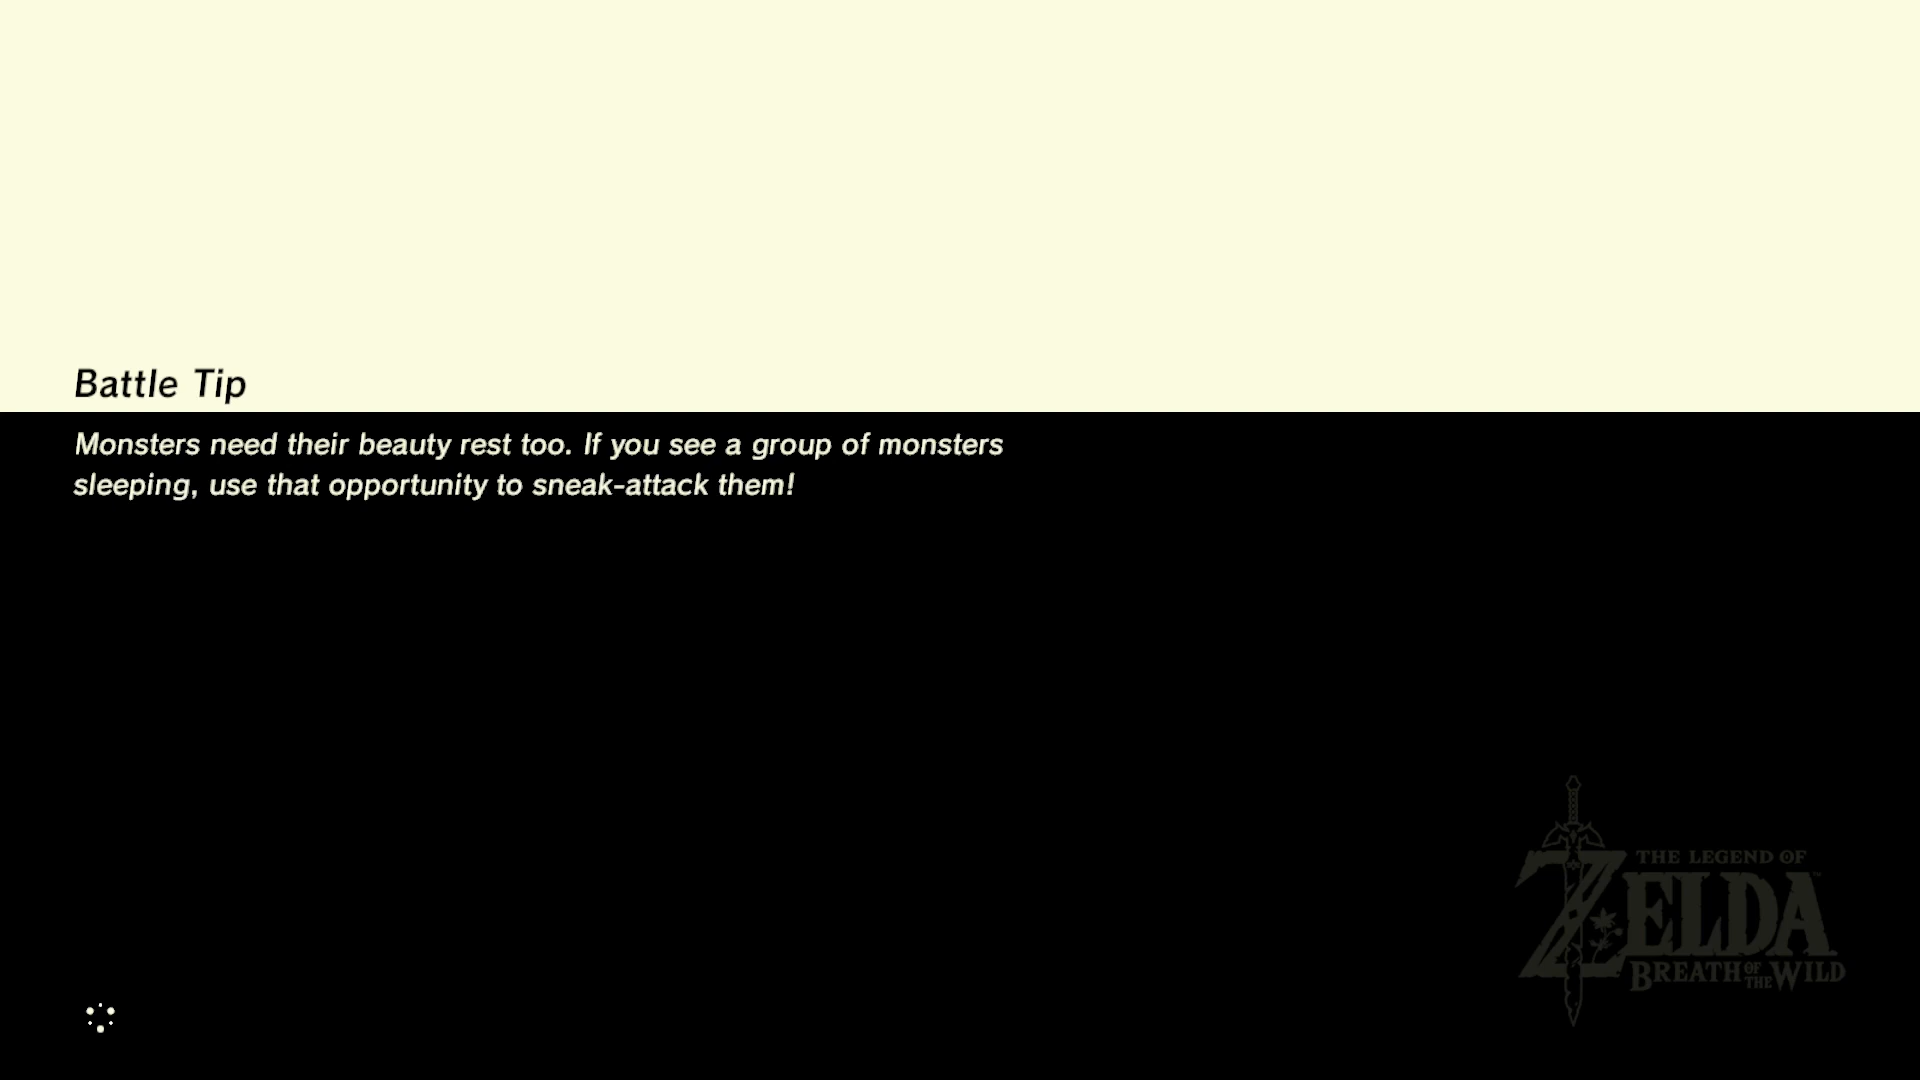 Battle Tip
Monsters need their beauty rest too. If you see a group of monsters
sleeping, use that opportunity to sneak-attack them!
THE LEGEND OF
ZELDA™
BREATH OF THE WILD